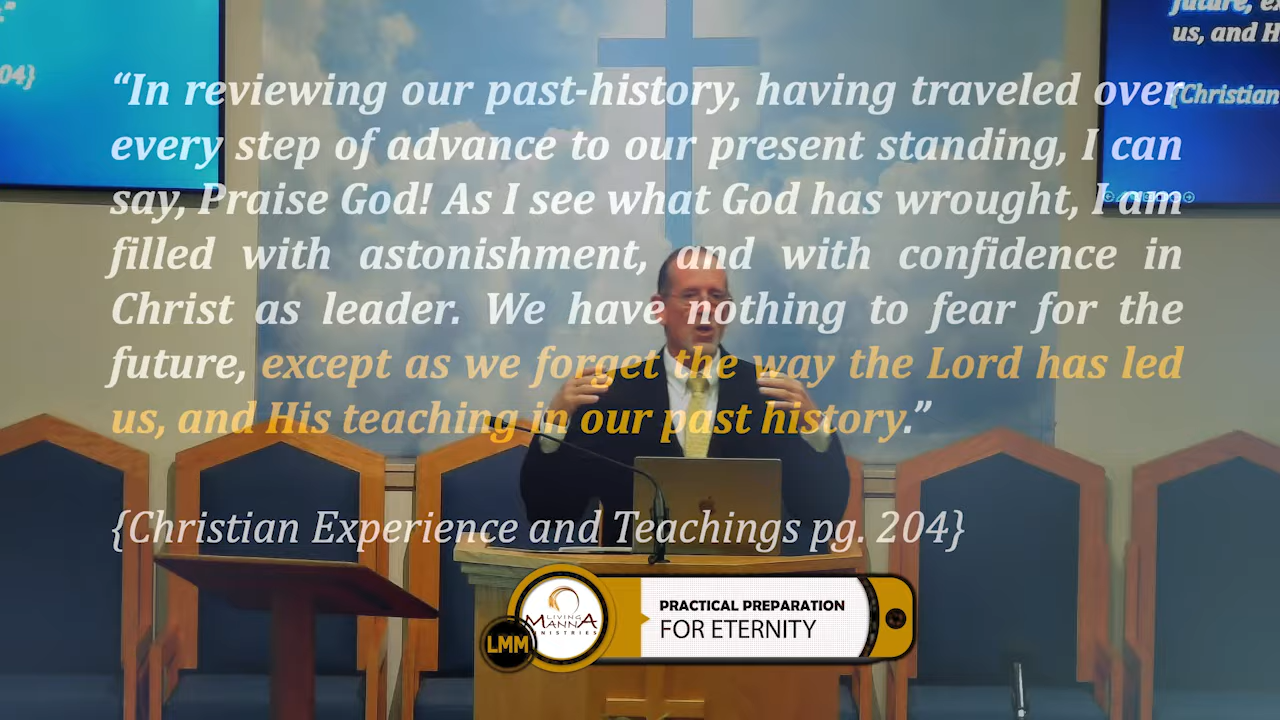 “In reviewing our past-history, having traveled over
every step of advance to our present standing, I can
say, Praise God! As I see what God has wrought, I am
filled with astonishment, and with confidence in
Christ as leader. We have nothing to fear for the
future, except as we forget the way the Lord has led
us, and His teaching in our past history.”
{Christian Experience and Teachings pg. 204}
.”
04}
future, ex
us, and H
{Christian
LIVING
MANNA
MINISTRIES
LMM
PRACTICAL PREPARATION
FOR ETERNITY